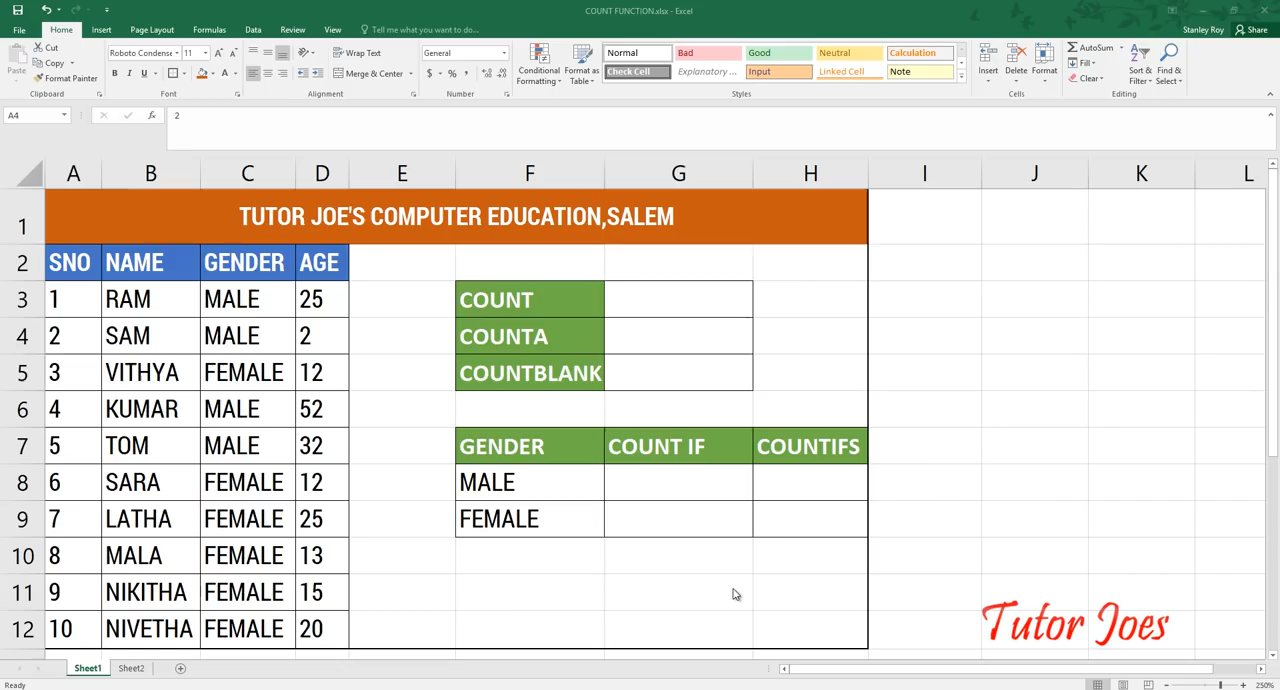 COUNT FUNCTION.xlsx - Excel
File Home Insert Page Layout Formulas Data Review View Tell me what you want to do... Stanley Roy Share
Paste
Cut
Copy
Format Painter
Clipboard
Roboto Condense 11
B I U
Font
Wrap Text
Merge & Center
Alignment
General
$ % ,
Number
Conditional Formatting
Format as Table
Normal Bad Good Neutral Calculation
Check Cell Explanatory ... Input Linked Cell Note
Styles
Insert Delete Format
Cells
AutoSum
Fill
Clear
Sort & Filter
Find & Select
Editing
A4 fx 2
A B C D E F G H I J K L
1 TUTOR JOE'S COMPUTER EDUCATION,SALEM
2 SNO NAME GENDER AGE
3 1 RAM MALE 25 COUNT
4 2 SAM MALE 2 COUNTA
5 3 VITHYA FEMALE 12 COUNTBLANK
6 4 KUMAR MALE 52
7 5 TOM MALE 32 GENDER COUNT IF COUNTIFS
8 6 SARA FEMALE 12 MALE
9 7 LATHA FEMALE 25 FEMALE
10 8 MALA FEMALE 13
11 9 NIKITHA FEMALE 15
12 10 NIVETHA FEMALE 20
Tutor Joes
Sheet1 Sheet2
Ready 250%